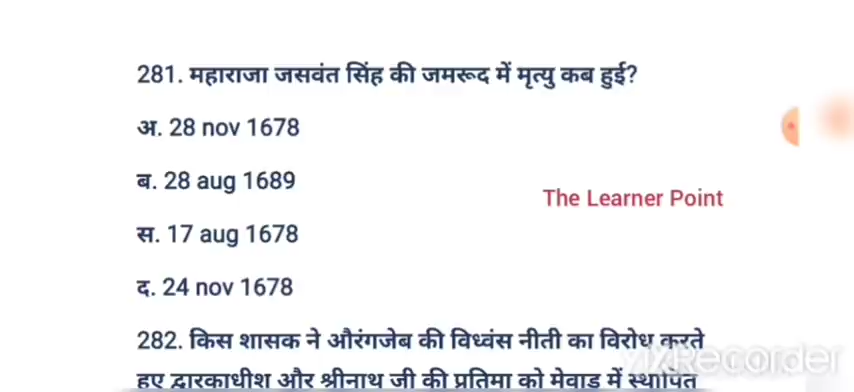 281. महाराजा जसवंत सिंह की जमरूद में मृत्यु कब हुई?
अ. 28 nov 1678
ब. 28 aug 1689
The Learner Point
स. 17 aug 1678
द. 24 nov 1678
282. किस शासक ने औरंगजेब की विध्वंस नीती का विरोध करते
हुए द्वारकाधीश और श्रीनाथ जी की प्रतिमा को मेवाड में स्थापित
VXRecorder